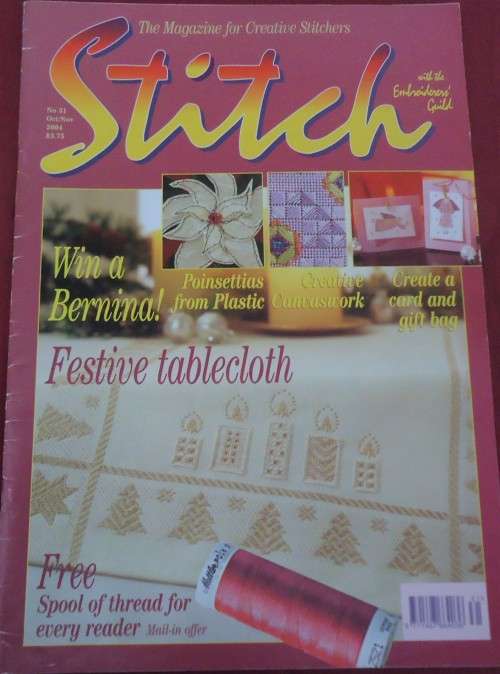 The Magazine for Creative Stitchers
Stitch
with the
Embroiderers'
Guild
No 31
Oct/Nov
2004
£3.75
Win a
Bernina!
Poinsettias
from Plastic
Creative
Canvaswork
Create a
card and
gift bag
Festive tablecloth
Free
Spool of thread for
every reader Mail-in offer
Mettler